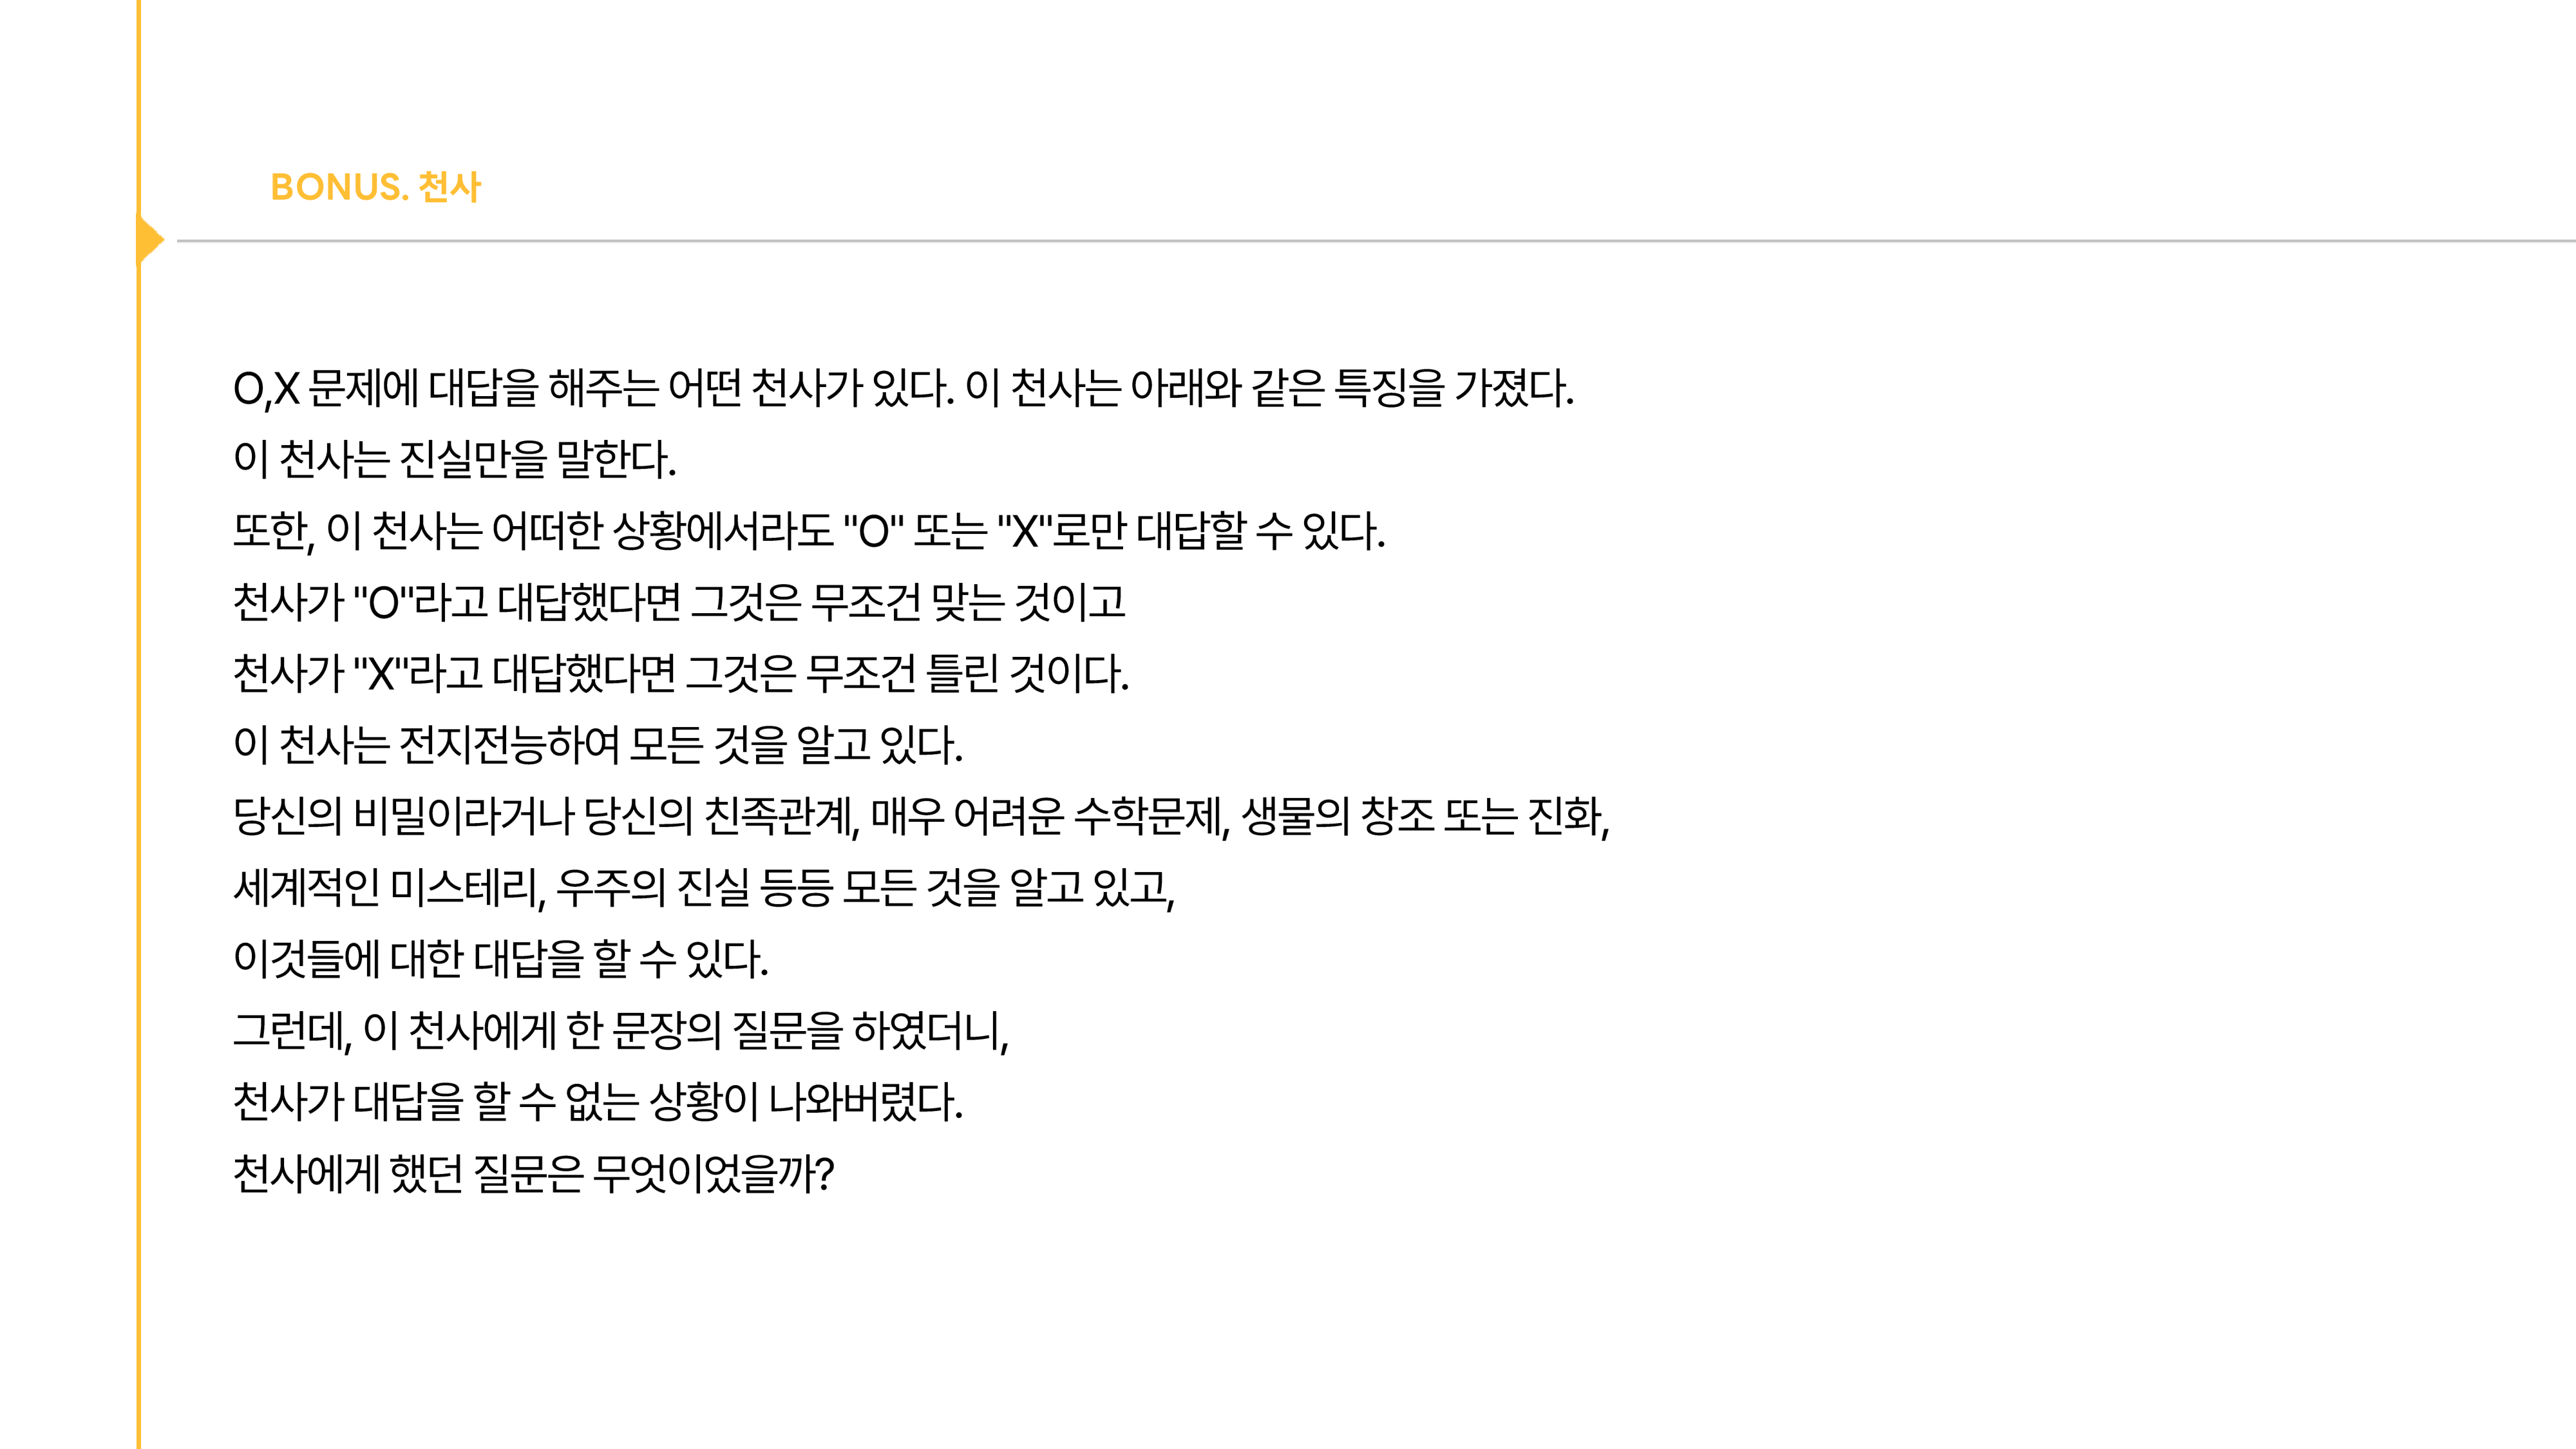 BONUS. 천사
O,X 문제에 대답을 해주는 어떤 천사가 있다. 이 천사는 아래와 같은 특징을 가졌다.
이 천사는 진실만을 말한다.
또한, 이 천사는 어떠한 상황에서라도 "O" 또는 "X"로만 대답할 수 있다.
천사가 "O"라고 대답했다면 그것은 무조건 맞는 것이고
천사가 "X"라고 대답했다면 그것은 무조건 틀린 것이다.
이 천사는 전지전능하여 모든 것을 알고 있다.
당신의 비밀이라거나 당신의 친족관계, 매우 어려운 수학문제, 생물의 창조 또는 진화,
세계적인 미스테리, 우주의 진실 등등 모든 것을 알고 있고,
이것들에 대한 대답을 할 수 있다.
그런데, 이 천사에게 한 문장의 질문을 하였더니,
천사가 대답을 할 수 없는 상황이 나와버렸다.
천사에게 했던 질문은 무엇이었을까?